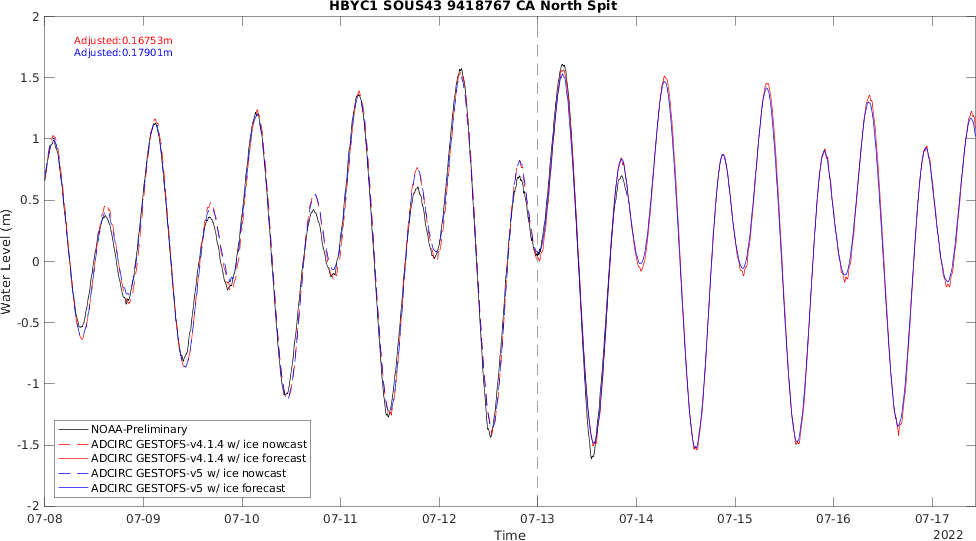 HBYC1 SOUS43 9418767 CA North Spit
Adjusted:0.16753m
Adjusted:0.17901m
2
1.5
1
0.5
0
-0.5
-1
-1.5
-2
Water Level (m)
NOAA-Preliminary
ADCIRC GESTOFS-v4.1.4 w/ ice nowcast
ADCIRC GESTOFS-v4.1.4 w/ ice forecast
ADCIRC GESTOFS-v5 w/ ice nowcast
ADCIRC GESTOFS-v5 w/ ice forecast
07-08 07-09 07-10 07-11 07-12 07-13 07-14 07-15 07-16 07-17
Time
2022